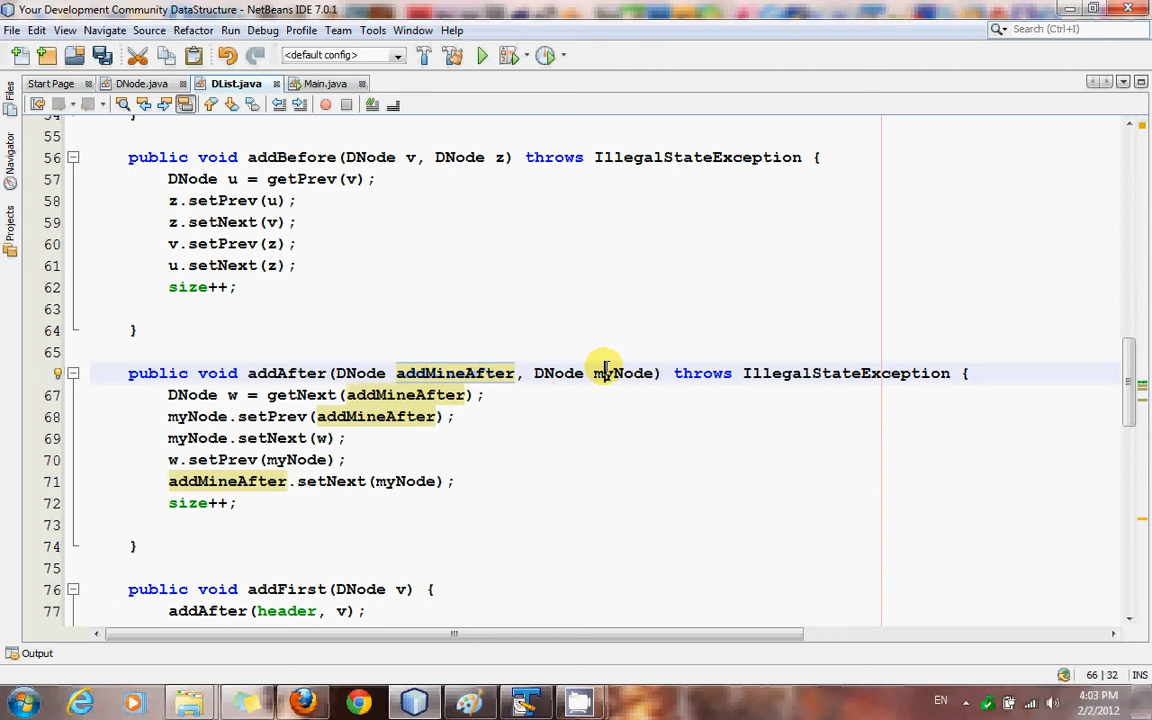 Your Development Community DataStructure - NetBeans IDE 7.0.1
File Edit View Navigate Source Refactor Run Debug Profile Team Tools Window Help
Search (Ctrl+I)
<default config>
Start Page DNode.java DList.java Main.java
Files
Navigator
Projects
54 }
55
56 public void addBefore(DNode v, DNode z) throws IllegalStateException {
57 DNode u = getPrev(v);
58 z.setPrev(u);
59 z.setNext(v);
60 v.setPrev(z);
61 u.setNext(z);
62 size++;
63
64 }
65
public void addAfter(DNode addMineAfter, DNode myNode) throws IllegalStateException {
67 DNode w = getNext(addMineAfter);
68 myNode.setPrev(addMineAfter);
69 myNode.setNext(w);
70 w.setPrev(myNode);
71 addMineAfter.setNext(myNode);
72 size++;
73
74 }
75
76 public void addFirst(DNode v) {
77 addAfter(header, v);
Output
66 | 32 INS
EN
4:03 PM
2/2/2012